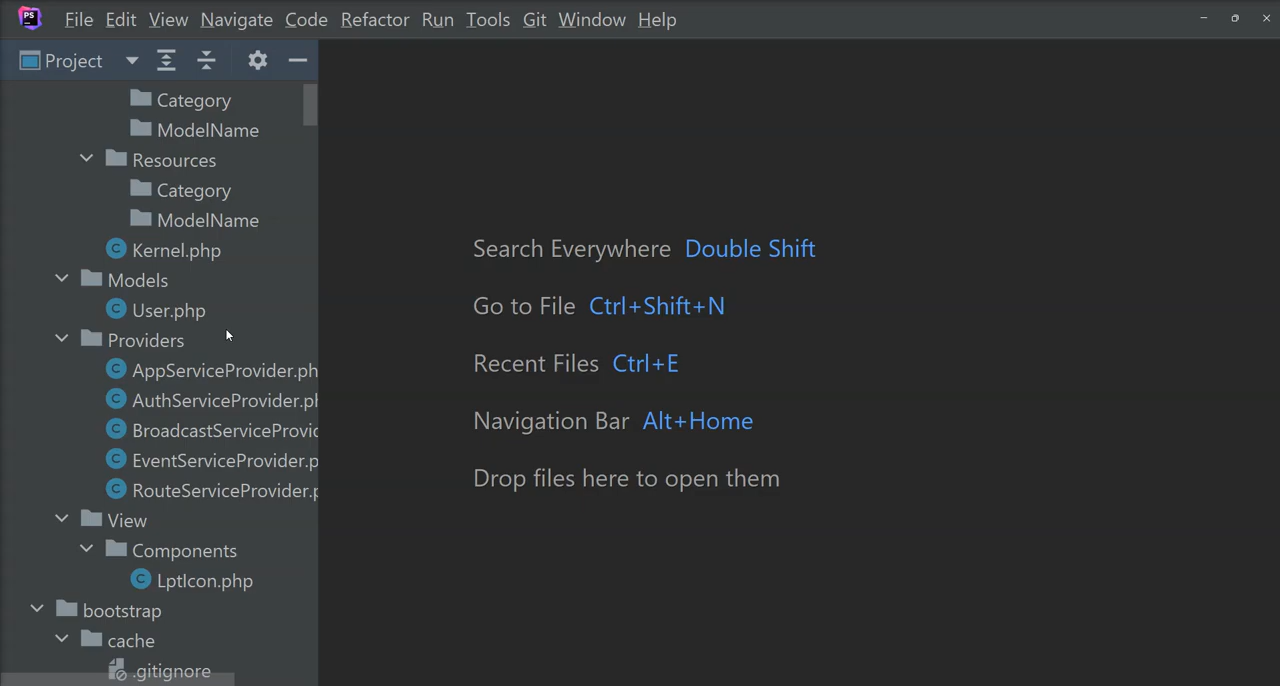 PS
File Edit View Navigate Code Refactor Run Tools Git Window Help
Project
Category
ModelName
Resources
Category
ModelName
Kernel.php
Models
User.php
Providers
AppServiceProvider.ph
AuthServiceProvider.ph
BroadcastServiceProvid
EventServiceProvider.p
RouteServiceProvider.p
View
Components
LptIcon.php
bootstrap
cache
.gitignore
Search Everywhere Double Shift
Go to File Ctrl+Shift+N
Recent Files Ctrl+E
Navigation Bar Alt+Home
Drop files here to open them